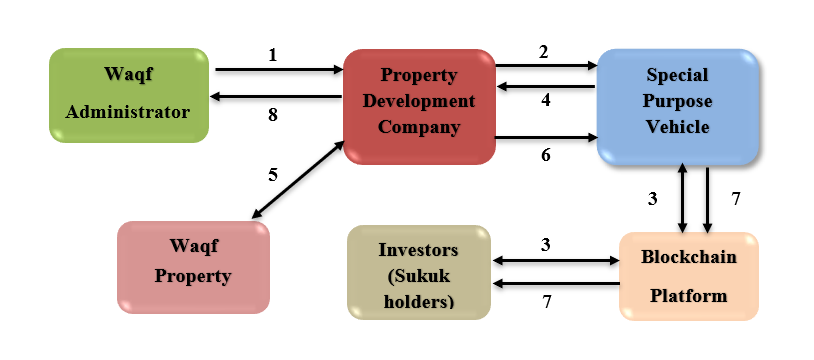 1
2
Waqf
Administrator
8
Property
Development
Company
4
6
Special
Purpose
Vehicle
5
3
7
Waqf
Property
Investors
(Sukuk
holders)
3
7
Blockchain
Platform